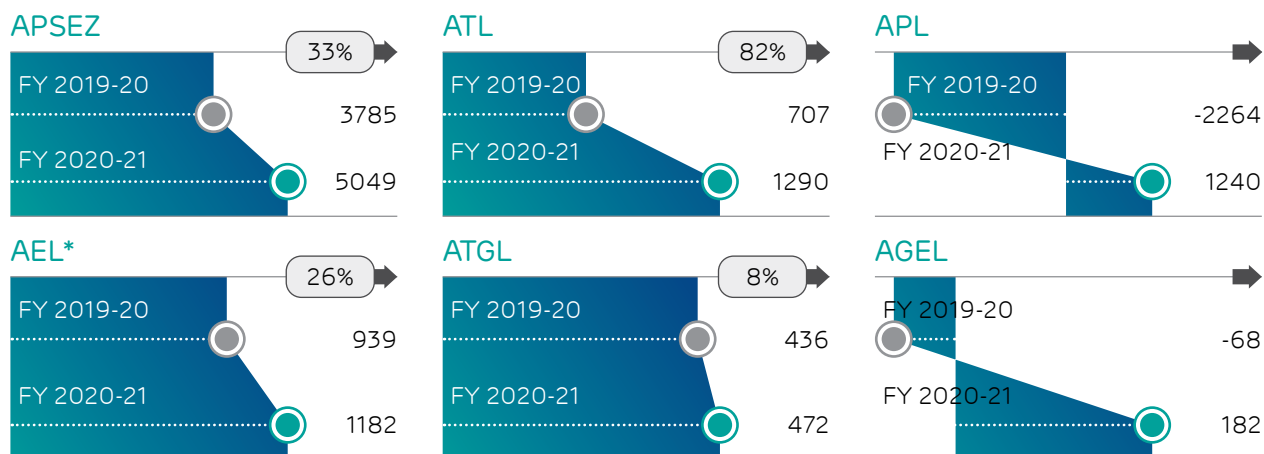 APSEZ
33%
FY 2019-20
3785
FY 2020-21
5049
ATL
82%
FY 2019-20
707
FY 2020-21
1290
APL
FY 2019-20
-2264
FY 2020-21
1240
AEL*
26%
FY 2019-20
939
FY 2020-21
1182
ATGL
8%
FY 2019-20
436
FY 2020-21
472
AGEL
FY 2019-20
-68
FY 2020-21
182